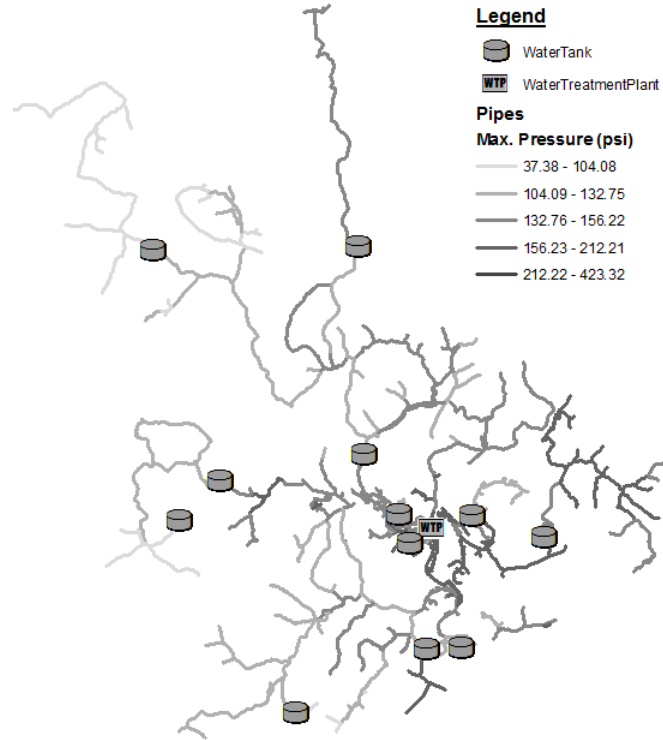 Legend
WaterTank
WTP WaterTreatmentPlant
Pipes
Max. Pressure (psi)
37.38 - 104.08
104.09 - 132.75
132.76 - 156.22
156.23 - 212.21
212.22 - 423.32
WTP